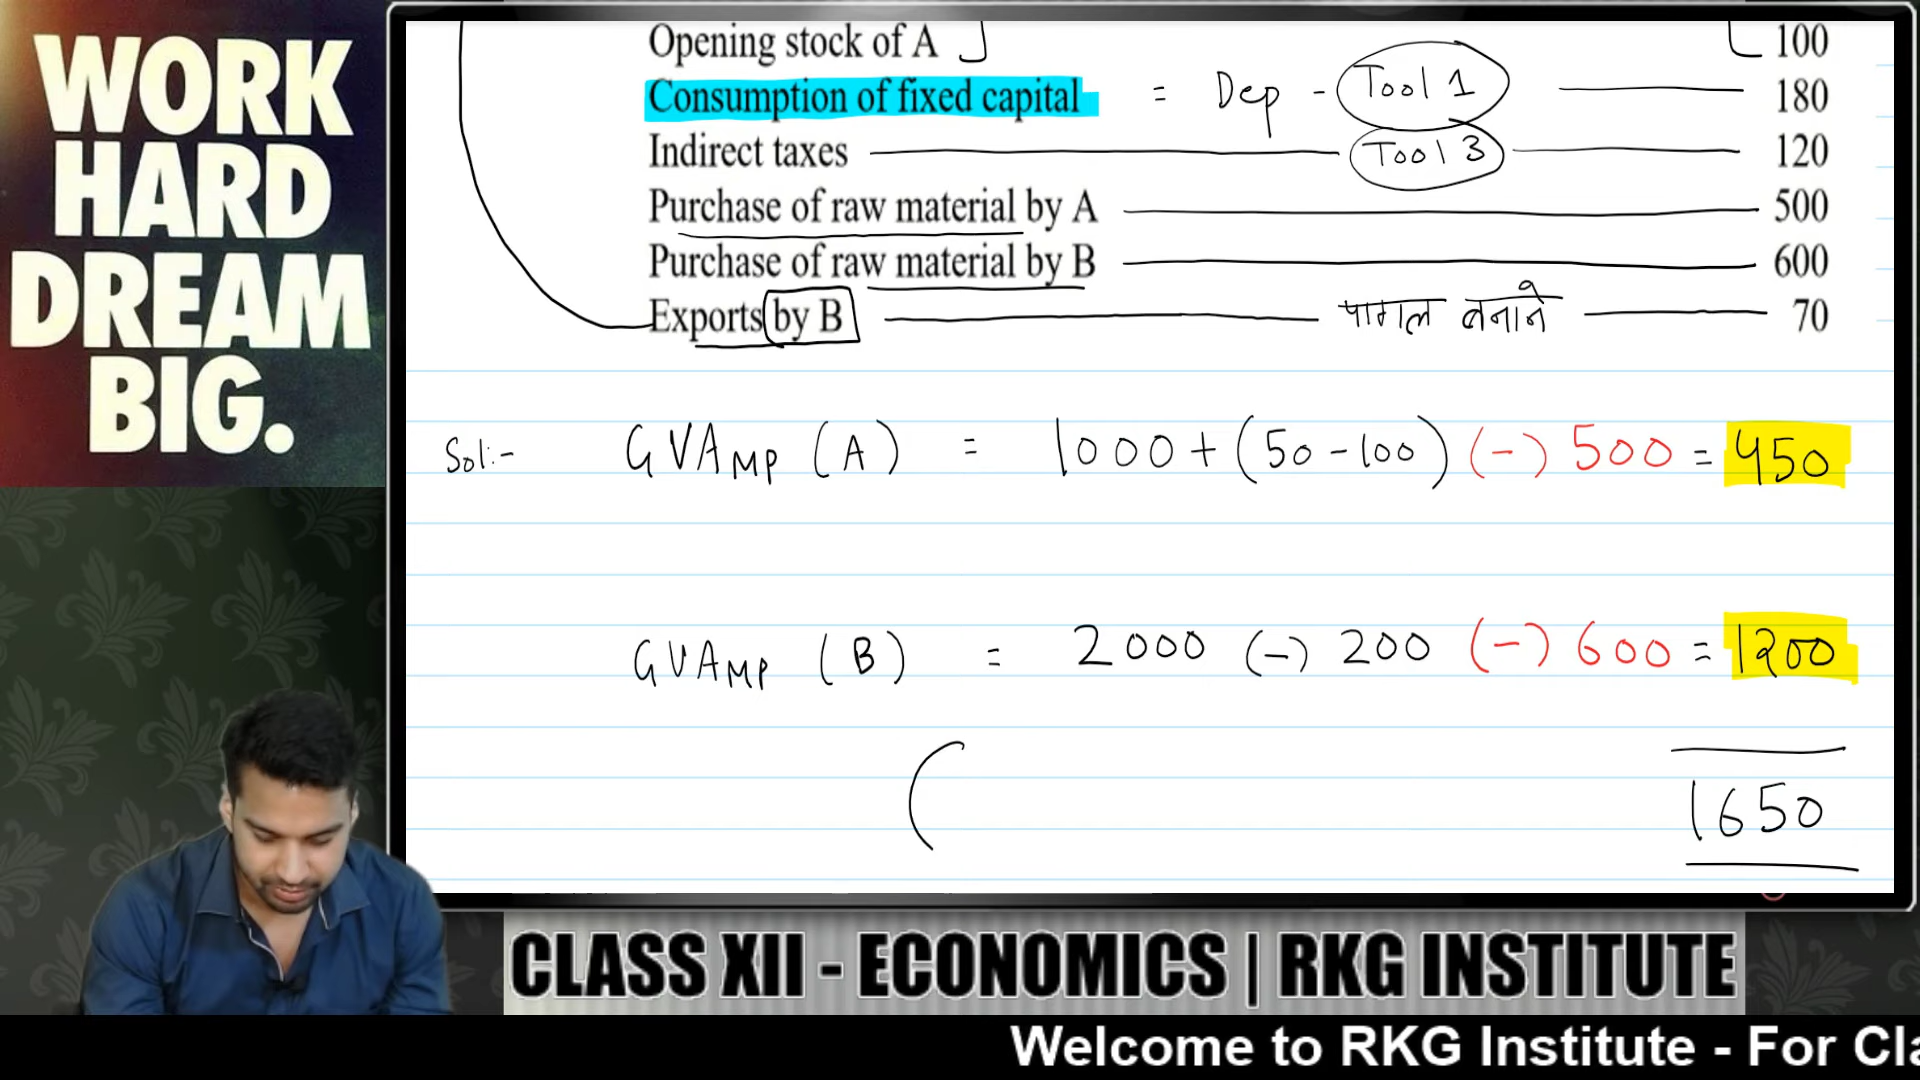 WORK
HARD
DREAM
BIG.
Opening stock of A 100
Consumption of fixed capital = Dep - Tool 1 180
Indirect taxes Tool 3 120
Purchase of raw material by A 500
Purchase of raw material by B 600
Exports by B पागल बनाने 70
Sol:- GVAMP (A) = 1000 + (50 - 100) (-) 500 = 450
GVAMP (B) = 2000 (-) 200 (-) 600 = 1200
( 1650
CLASS XII - ECONOMICS | RKG INSTITUTE
Welcome to RKG Institute - For Cla